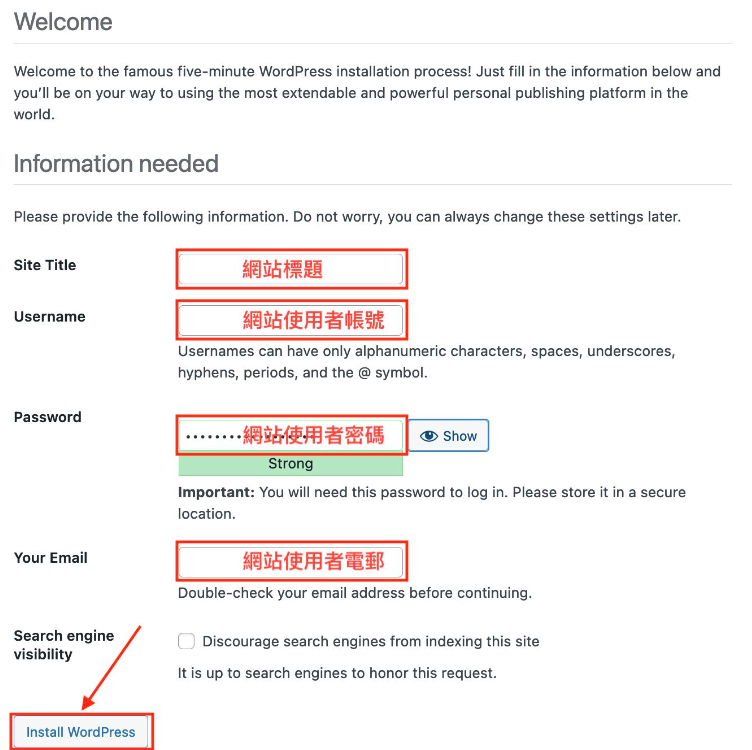 Welcome
Welcome to the famous five-minute WordPress installation process! Just fill in the information below and
you’ll be on your way to using the most extendable and powerful personal publishing platform in the
world.
Information needed
Please provide the following information. Do not worry, you can always change these settings later.
Site Title
網站標題
Username
網站使用者帳號
Usernames can have only alphanumeric characters, spaces, underscores,
hyphens, periods, and the @ symbol.
Password
網站使用者密碼
Show
Strong
Important: You will need this password to log in. Please store it in a secure
location.
Your Email
網站使用者電郵
Double-check your email address before continuing.
Search engine
visibility
Discourage search engines from indexing this site
It is up to search engines to honor this request.
Install WordPress